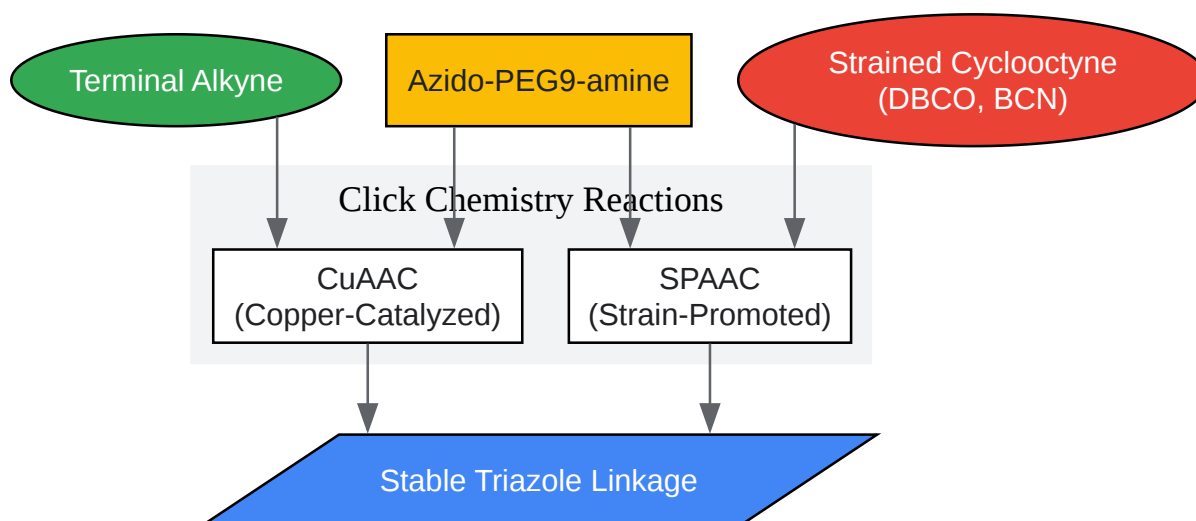 Terminal Alkyne
Azido-PEG9-amine
Strained Cyclooctyne
(DBCO, BCN)
Click Chemistry Reactions
CuAAC
(Copper-Catalyzed)
SPAAC
(Strain-Promoted)
Stable Triazole Linkage